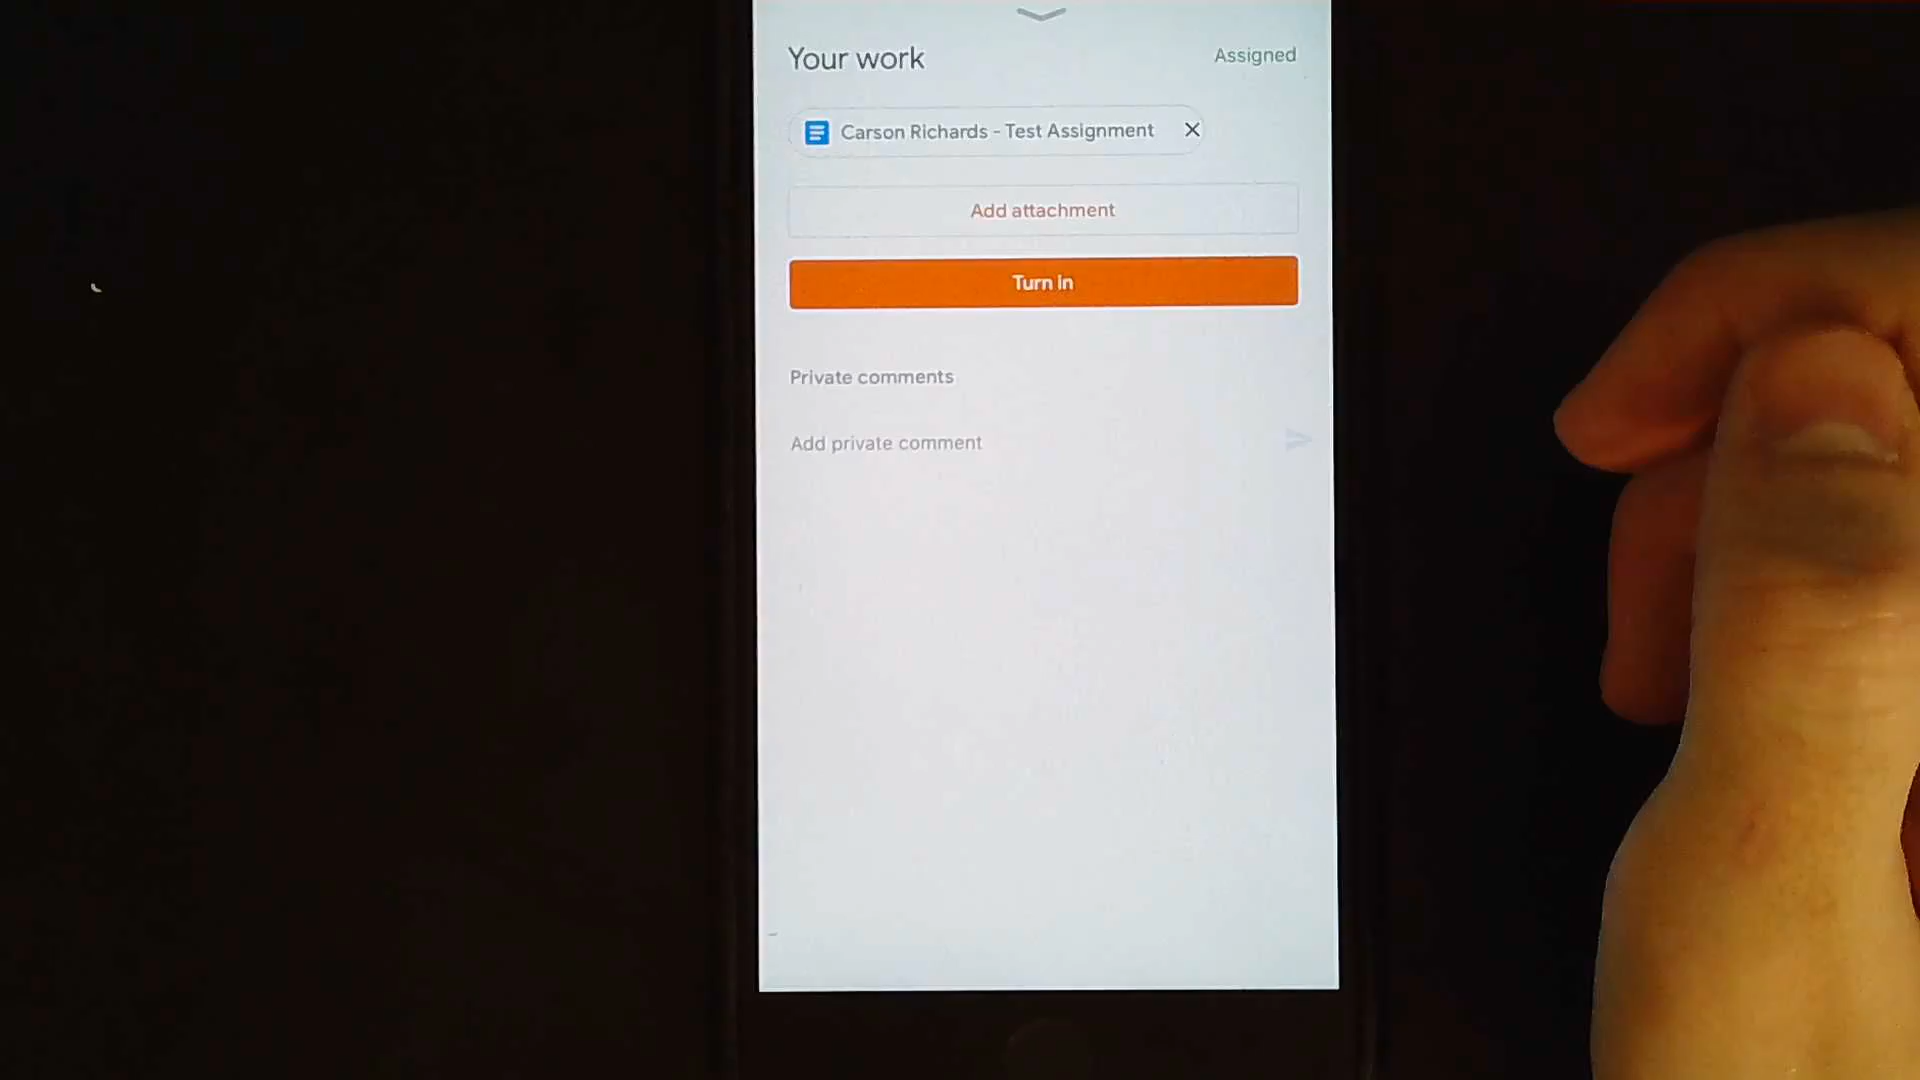 Your work
Assigned
Carson Richards - Test Assignment
Add attachment
Turn in
Private comments
Add private comment